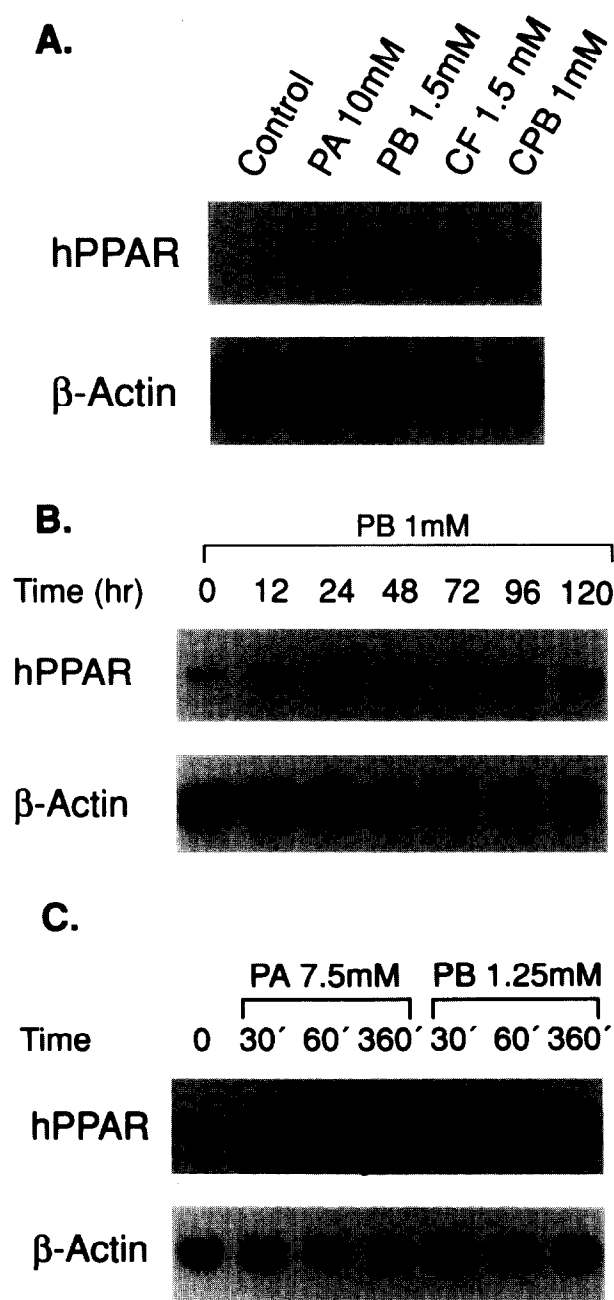 A.
Control PA 10mM PB 1.5mM CF 1.5 mM CPB 1mM
hPPAR
β-Actin
B.
PB 1mM
Time (hr) 0 12 24 48 72 96 120
hPPAR
β-Actin
C.
PA 7.5mM PB 1.25mM
Time 0 30′ 60′ 360′ 30′ 60′ 360′
hPPAR
β-Actin